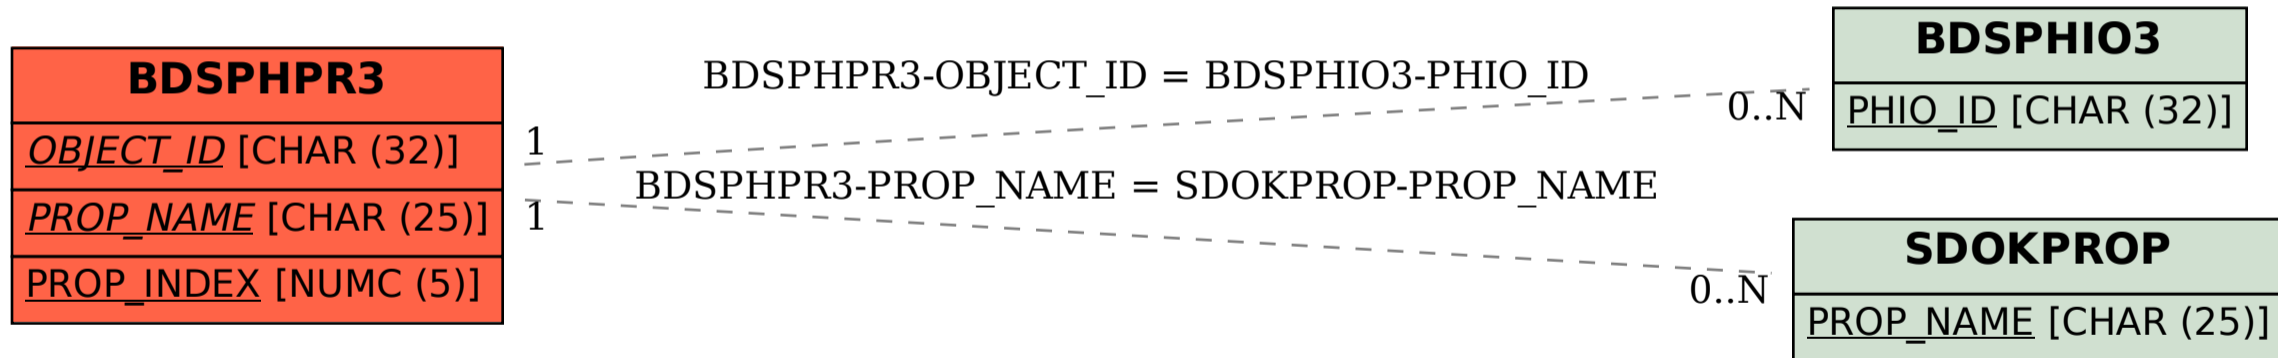 BDSPHPR3
OBJECT_ID [CHAR (32)]
PROP_NAME [CHAR (25)]
PROP_INDEX [NUMC (5)]
BDSPHPR3-OBJECT_ID = BDSPHIO3-PHIO_ID
1
0..N
BDSPHPR3-PROP_NAME = SDOKPROP-PROP_NAME
1
0..N
BDSPHIO3
PHIO_ID [CHAR (32)]
SDOKPROP
PROP_NAME [CHAR (25)]